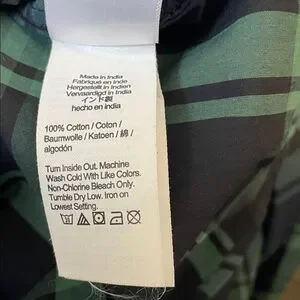 Made in India
Fabriqué en Inde
Hergestellt in Indien
Vervaardigd in India
インド製
hecho en india
100% Cotton / Coton /
Baumwolle / Katoen / 綿 /
algodón
Turn Inside Out. Machine
Wash Cold With Like Colors.
Non-Chlorine Bleach Only.
Tumble Dry Low. Iron on
Lowest Setting.